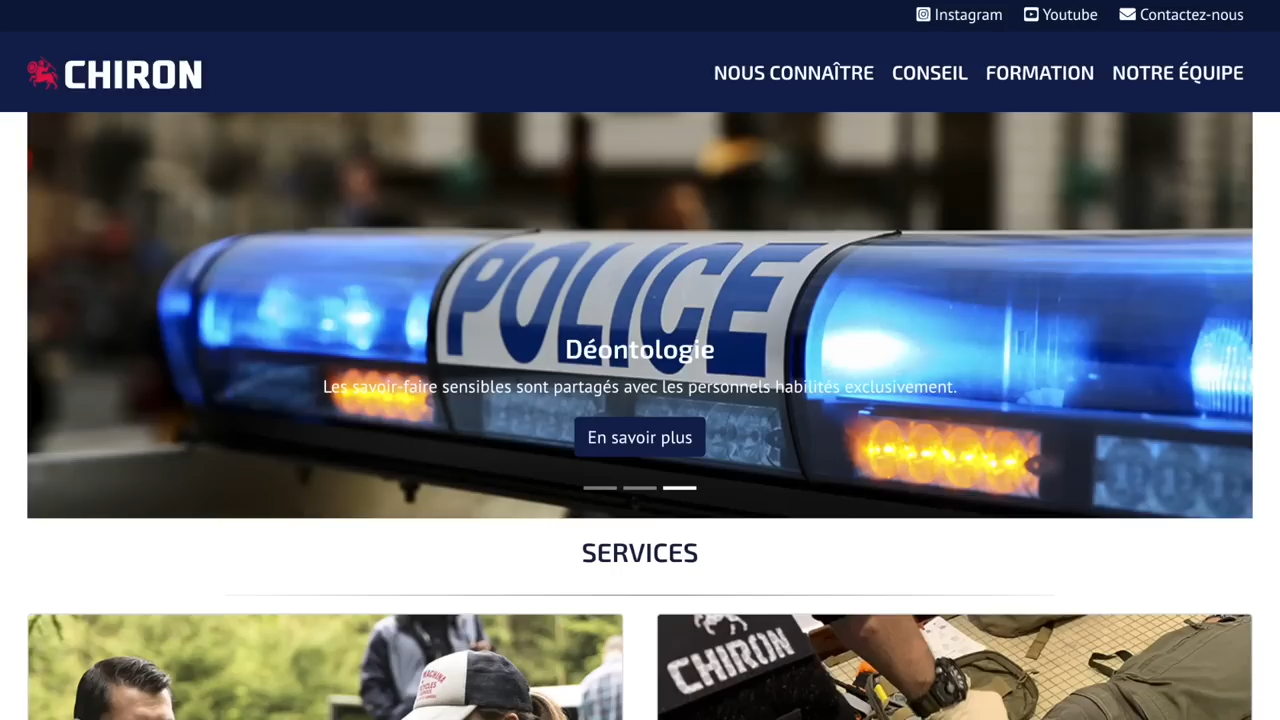 Instagram
Youtube
Contactez-nous
CHIRON
NOUS CONNAÎTRE
CONSEIL
FORMATION
NOTRE ÉQUIPE
POLICE
Déontologie
Les savoir-faire sensibles sont partagés avec les personnels habilités exclusivement.
En savoir plus
SERVICES
CHIRON